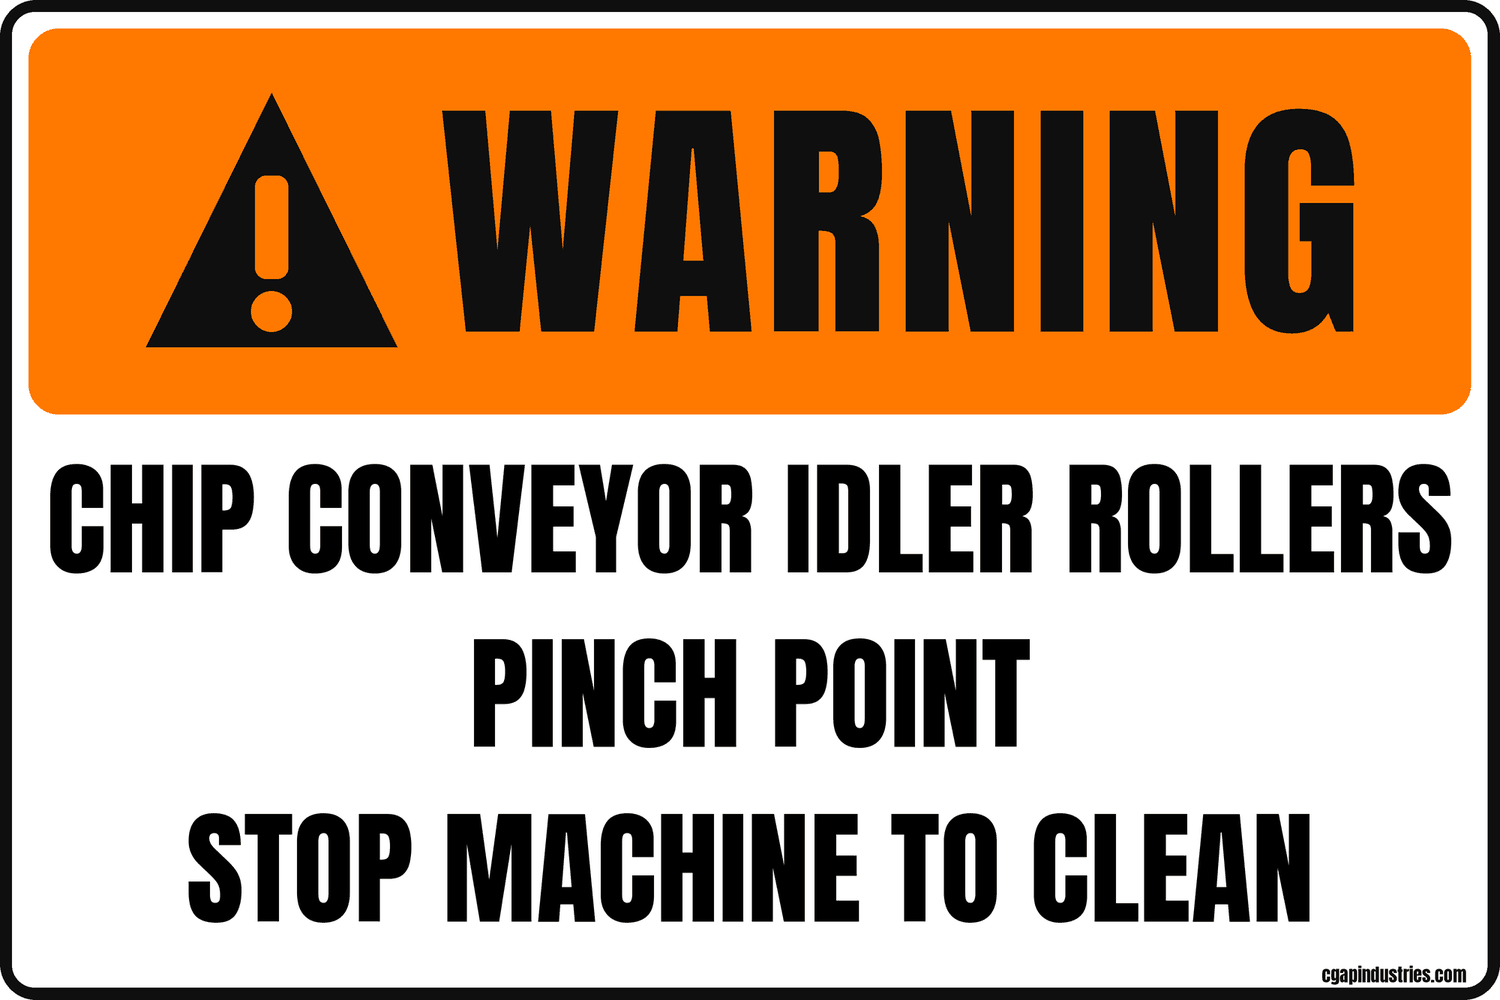 WARNING
CHIP CONVEYOR IDLER ROLLERS
PINCH POINT
STOP MACHINE TO CLEAN
cgapindustries.com